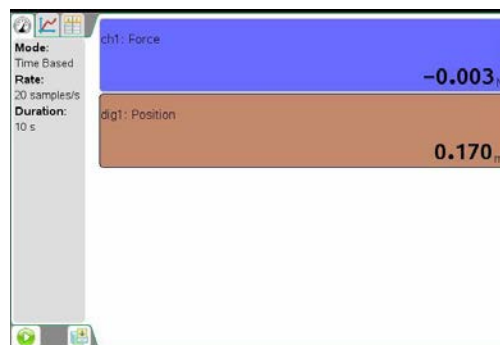 Mode:
Time Based
Rate:
20 samples/s
Duration:
10 s
ch1: Force
-0.003
dig1: Position
0.170